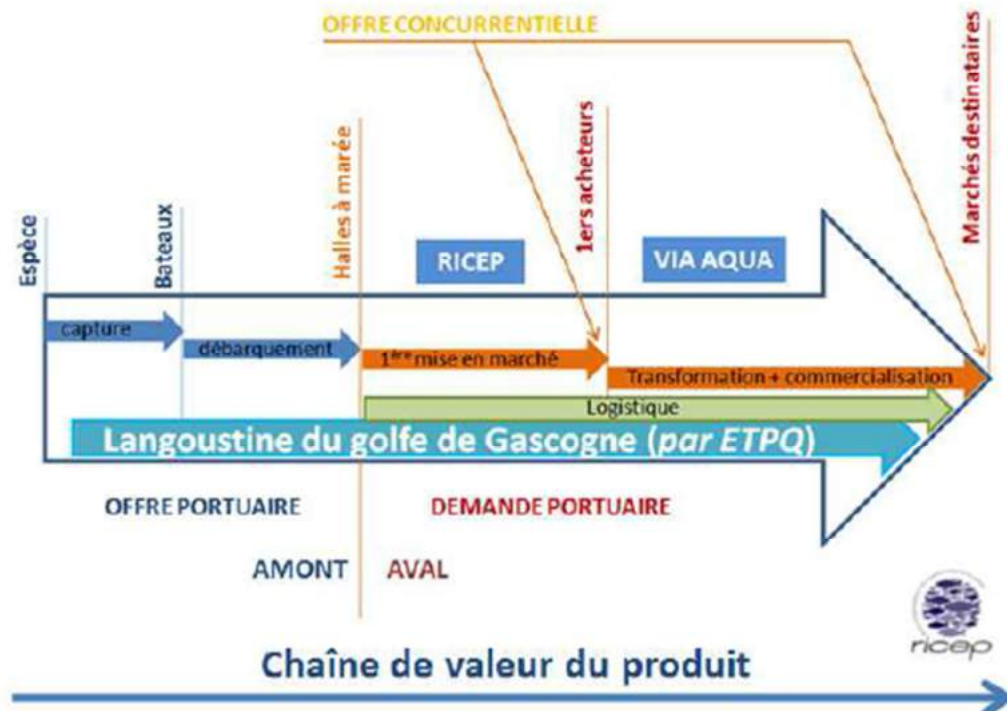 OFFRE CONCURRENTIELLE
Espèce
Bateaux
Halles à marée
1ers acheteurs
Marchés destinataires
RICEP
VIA AQUA
capture
débarquement
1ère mise en marché
Transformation + commercialisation
Logistique
Langoustine du golfe de Gascogne (par ETPQ)
OFFRE PORTUAIRE
DEMANDE PORTUAIRE
AMONT
AVAL
ricep
Chaîne de valeur du produit